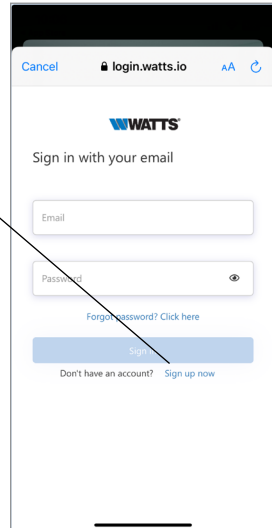 Cancel login.watts.io AA
WATTS
Sign in with your email
Email
Password
Forgot password? Click here
Sign in
Don't have an account? Sign up now